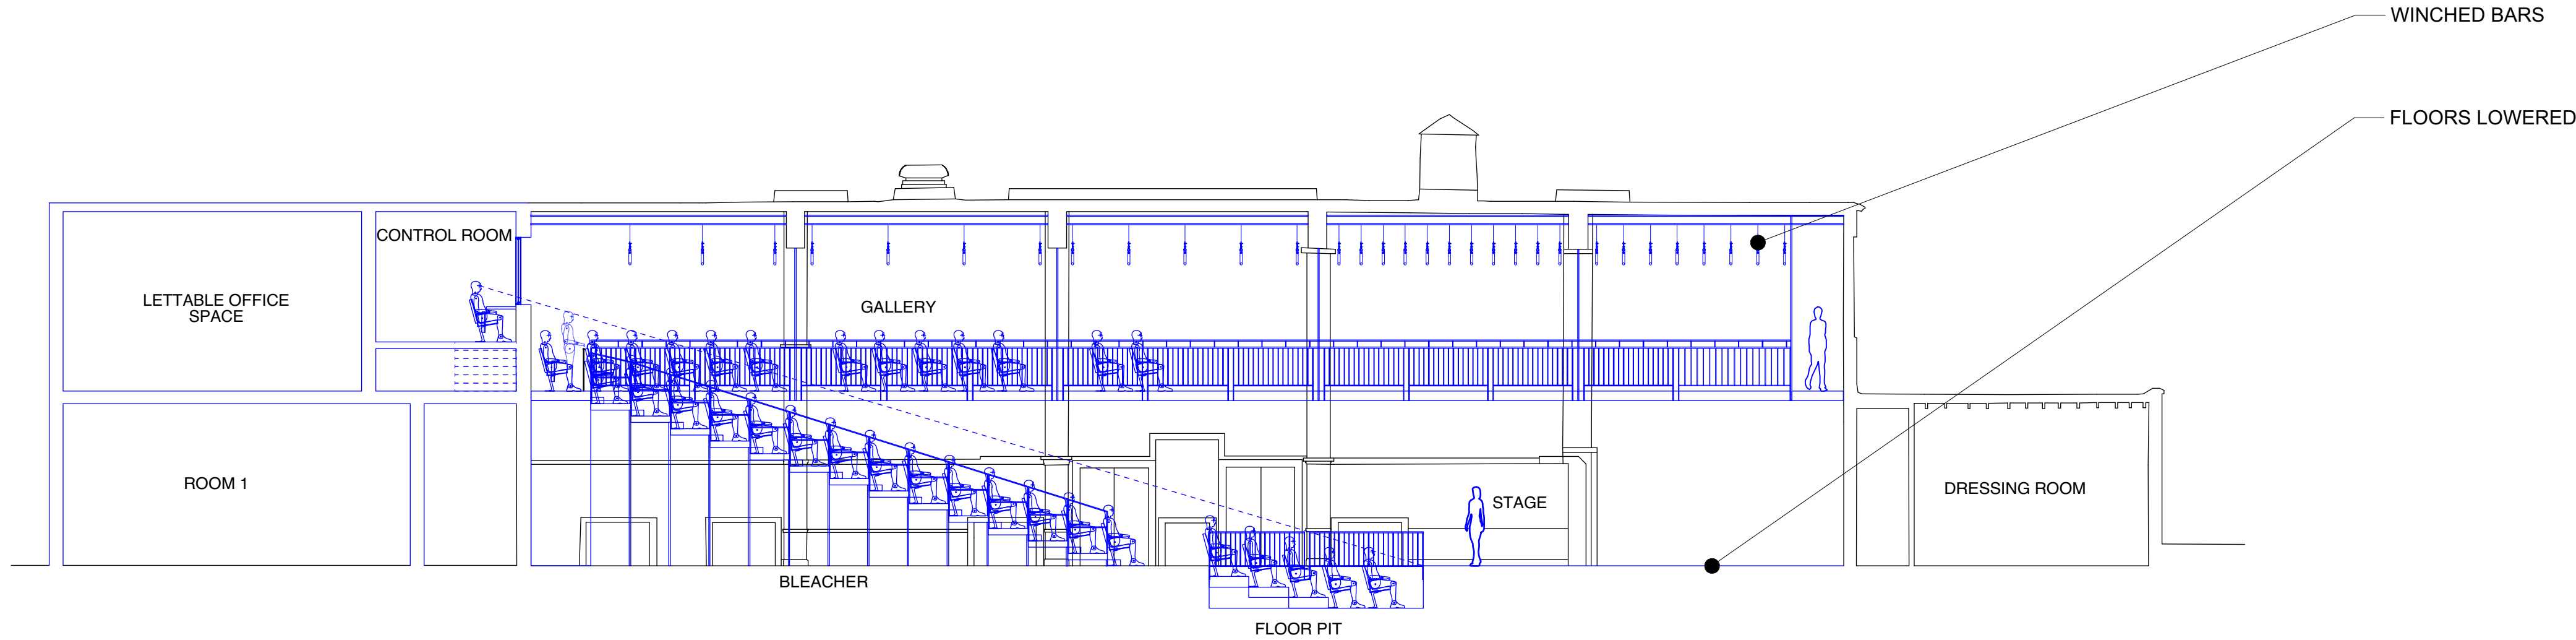 WINCHED BARS
FLOORS LOWERED
CONTROL ROOM
LETTABLE OFFICE
SPACE
GALLERY
ROOM 1
STAGE
DRESSING ROOM
BLEACHER
FLOOR PIT